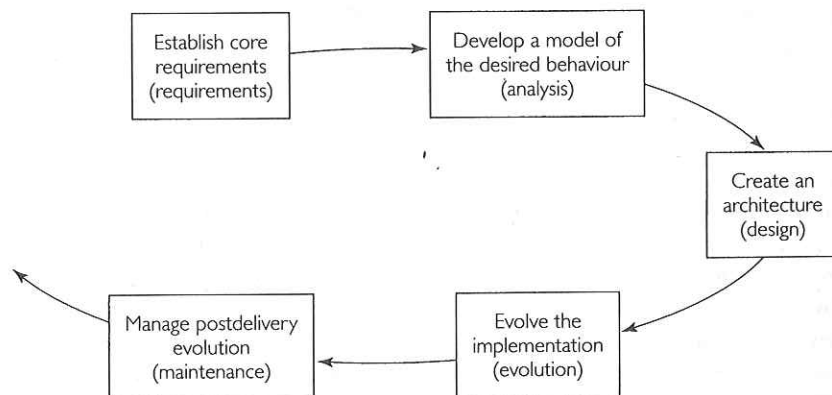 Establish core
requirements
(requirements)
Develop a model of
the desired behaviour
(analysis)
Create an
architecture
(design)
Evolve the
implementation
(evolution)
Manage postdelivery
evolution
(maintenance)